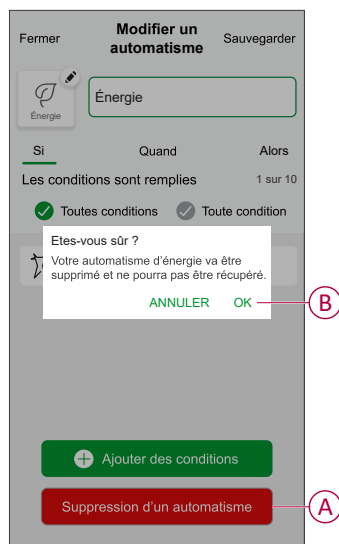 Fermer
Modifier un
automatisme
Sauvegarder
Énergie
Énergie
Si
Quand
Alors
Les conditions sont remplies
1 sur 10
Toutes conditions
Toute condition
Etes-vous sûr ?
Votre automatisme d'énergie va être
supprimé et ne pourra pas être récupéré.
ANNULER
OK
B
Ajouter des conditions
Suppression d'un automatisme
A